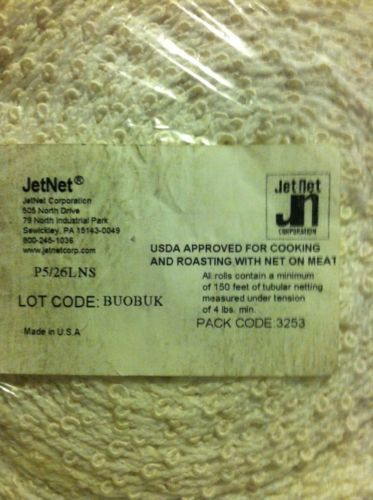 JetNet®
JetNet Corporation
505 North Drive
79 North Industrial Park
Sewickley, PA 15143-0049
800-245-1036
www.jetnetcorp.com
P5/26LNS
LOT CODE: BUOBUK
Made in U.S.A
JetNet
JN
CORPORATION
USDA APPROVED FOR COOKING
AND ROASTING WITH NET ON MEAT
All rolls contain a minimum
of 150 feet of tubular netting
measured under tension
of 4 lbs. min.
PACK CODE:3253